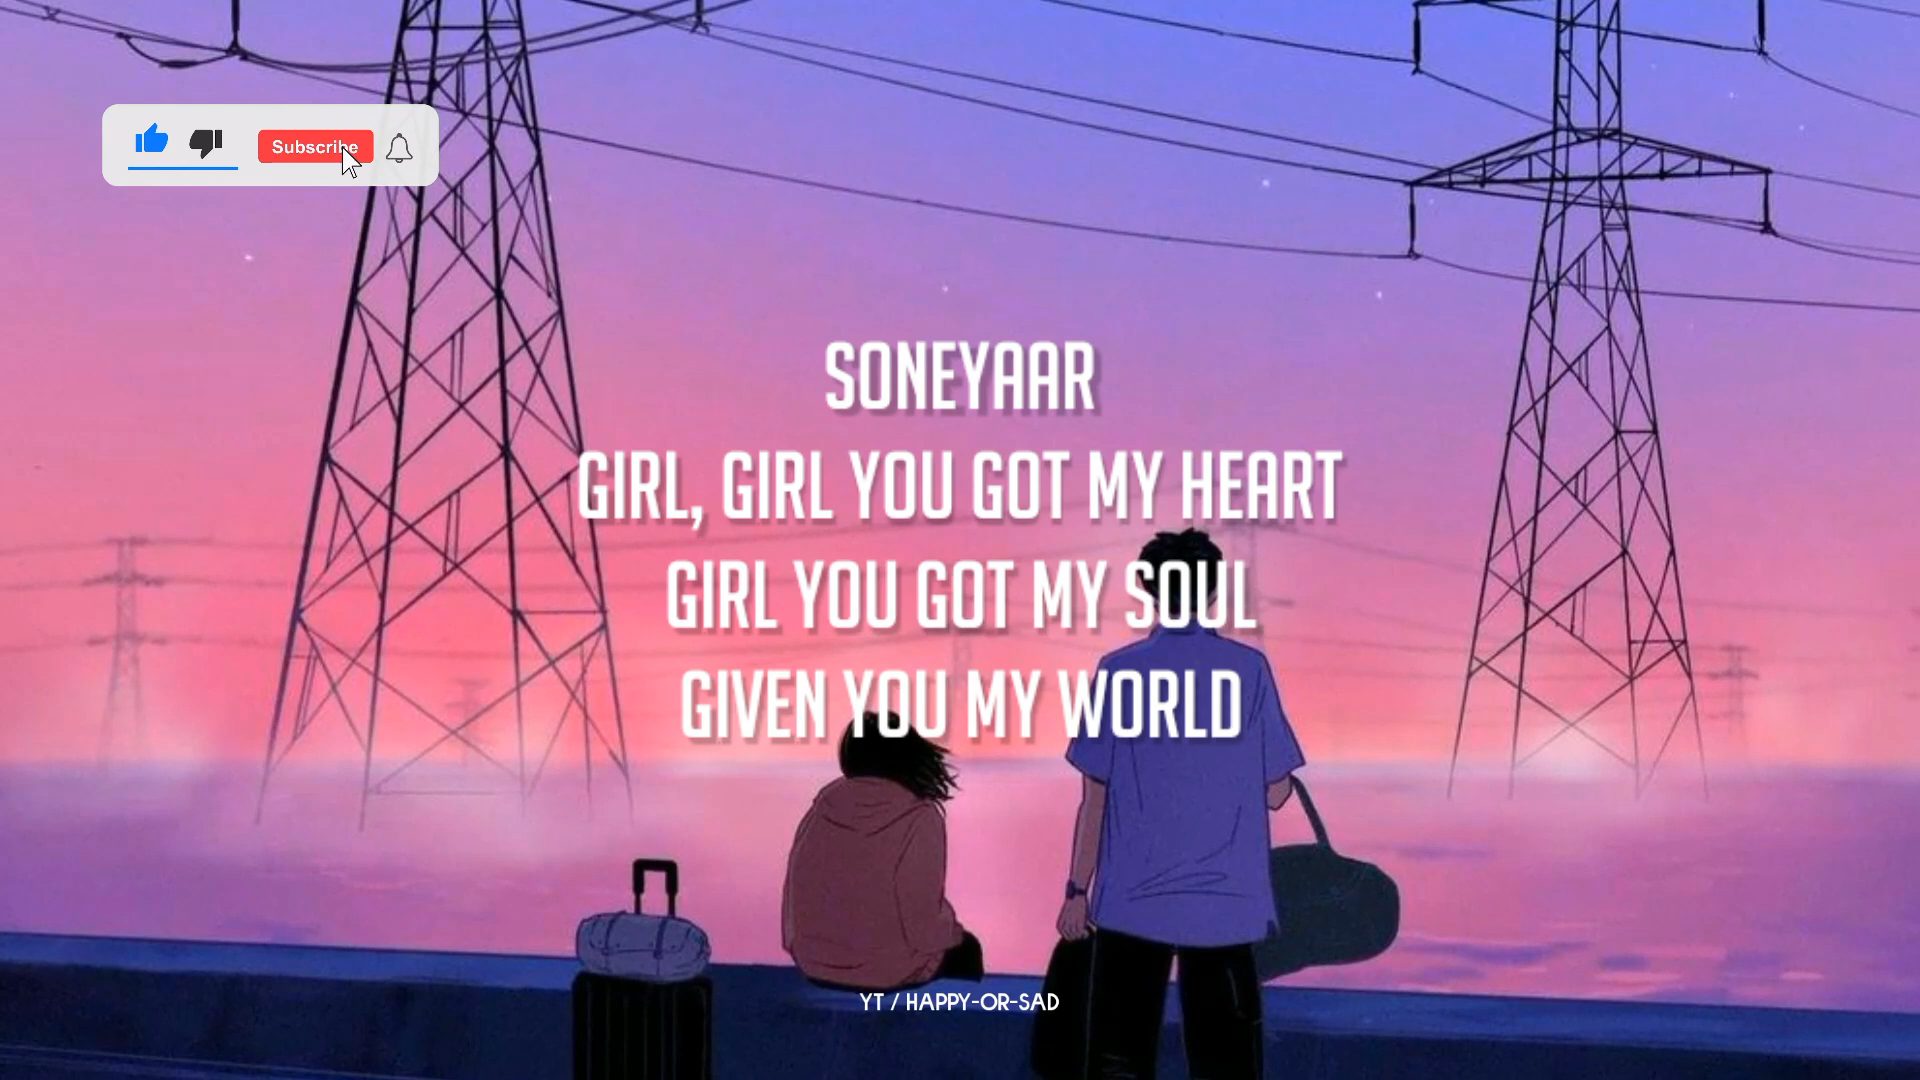 Subscribe
SONEYAAR
GIRL, GIRL YOU GOT MY HEART
GIRL YOU GOT MY SOUL
GIVEN YOU MY WORLD
YT / HAPPY-OR-SAD